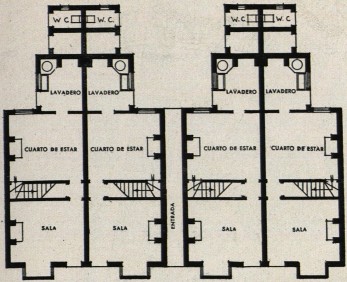 W. C. W. C. W. C. W. C.
LAVADERO LAVADERO LAVADERO LAVADERO
CUARTO DE ESTAR CUARTO DE ESTAR CUARTO DE ESTAR CUARTO DE ESTAR
ENTRADA
SALA SALA SALA SALA